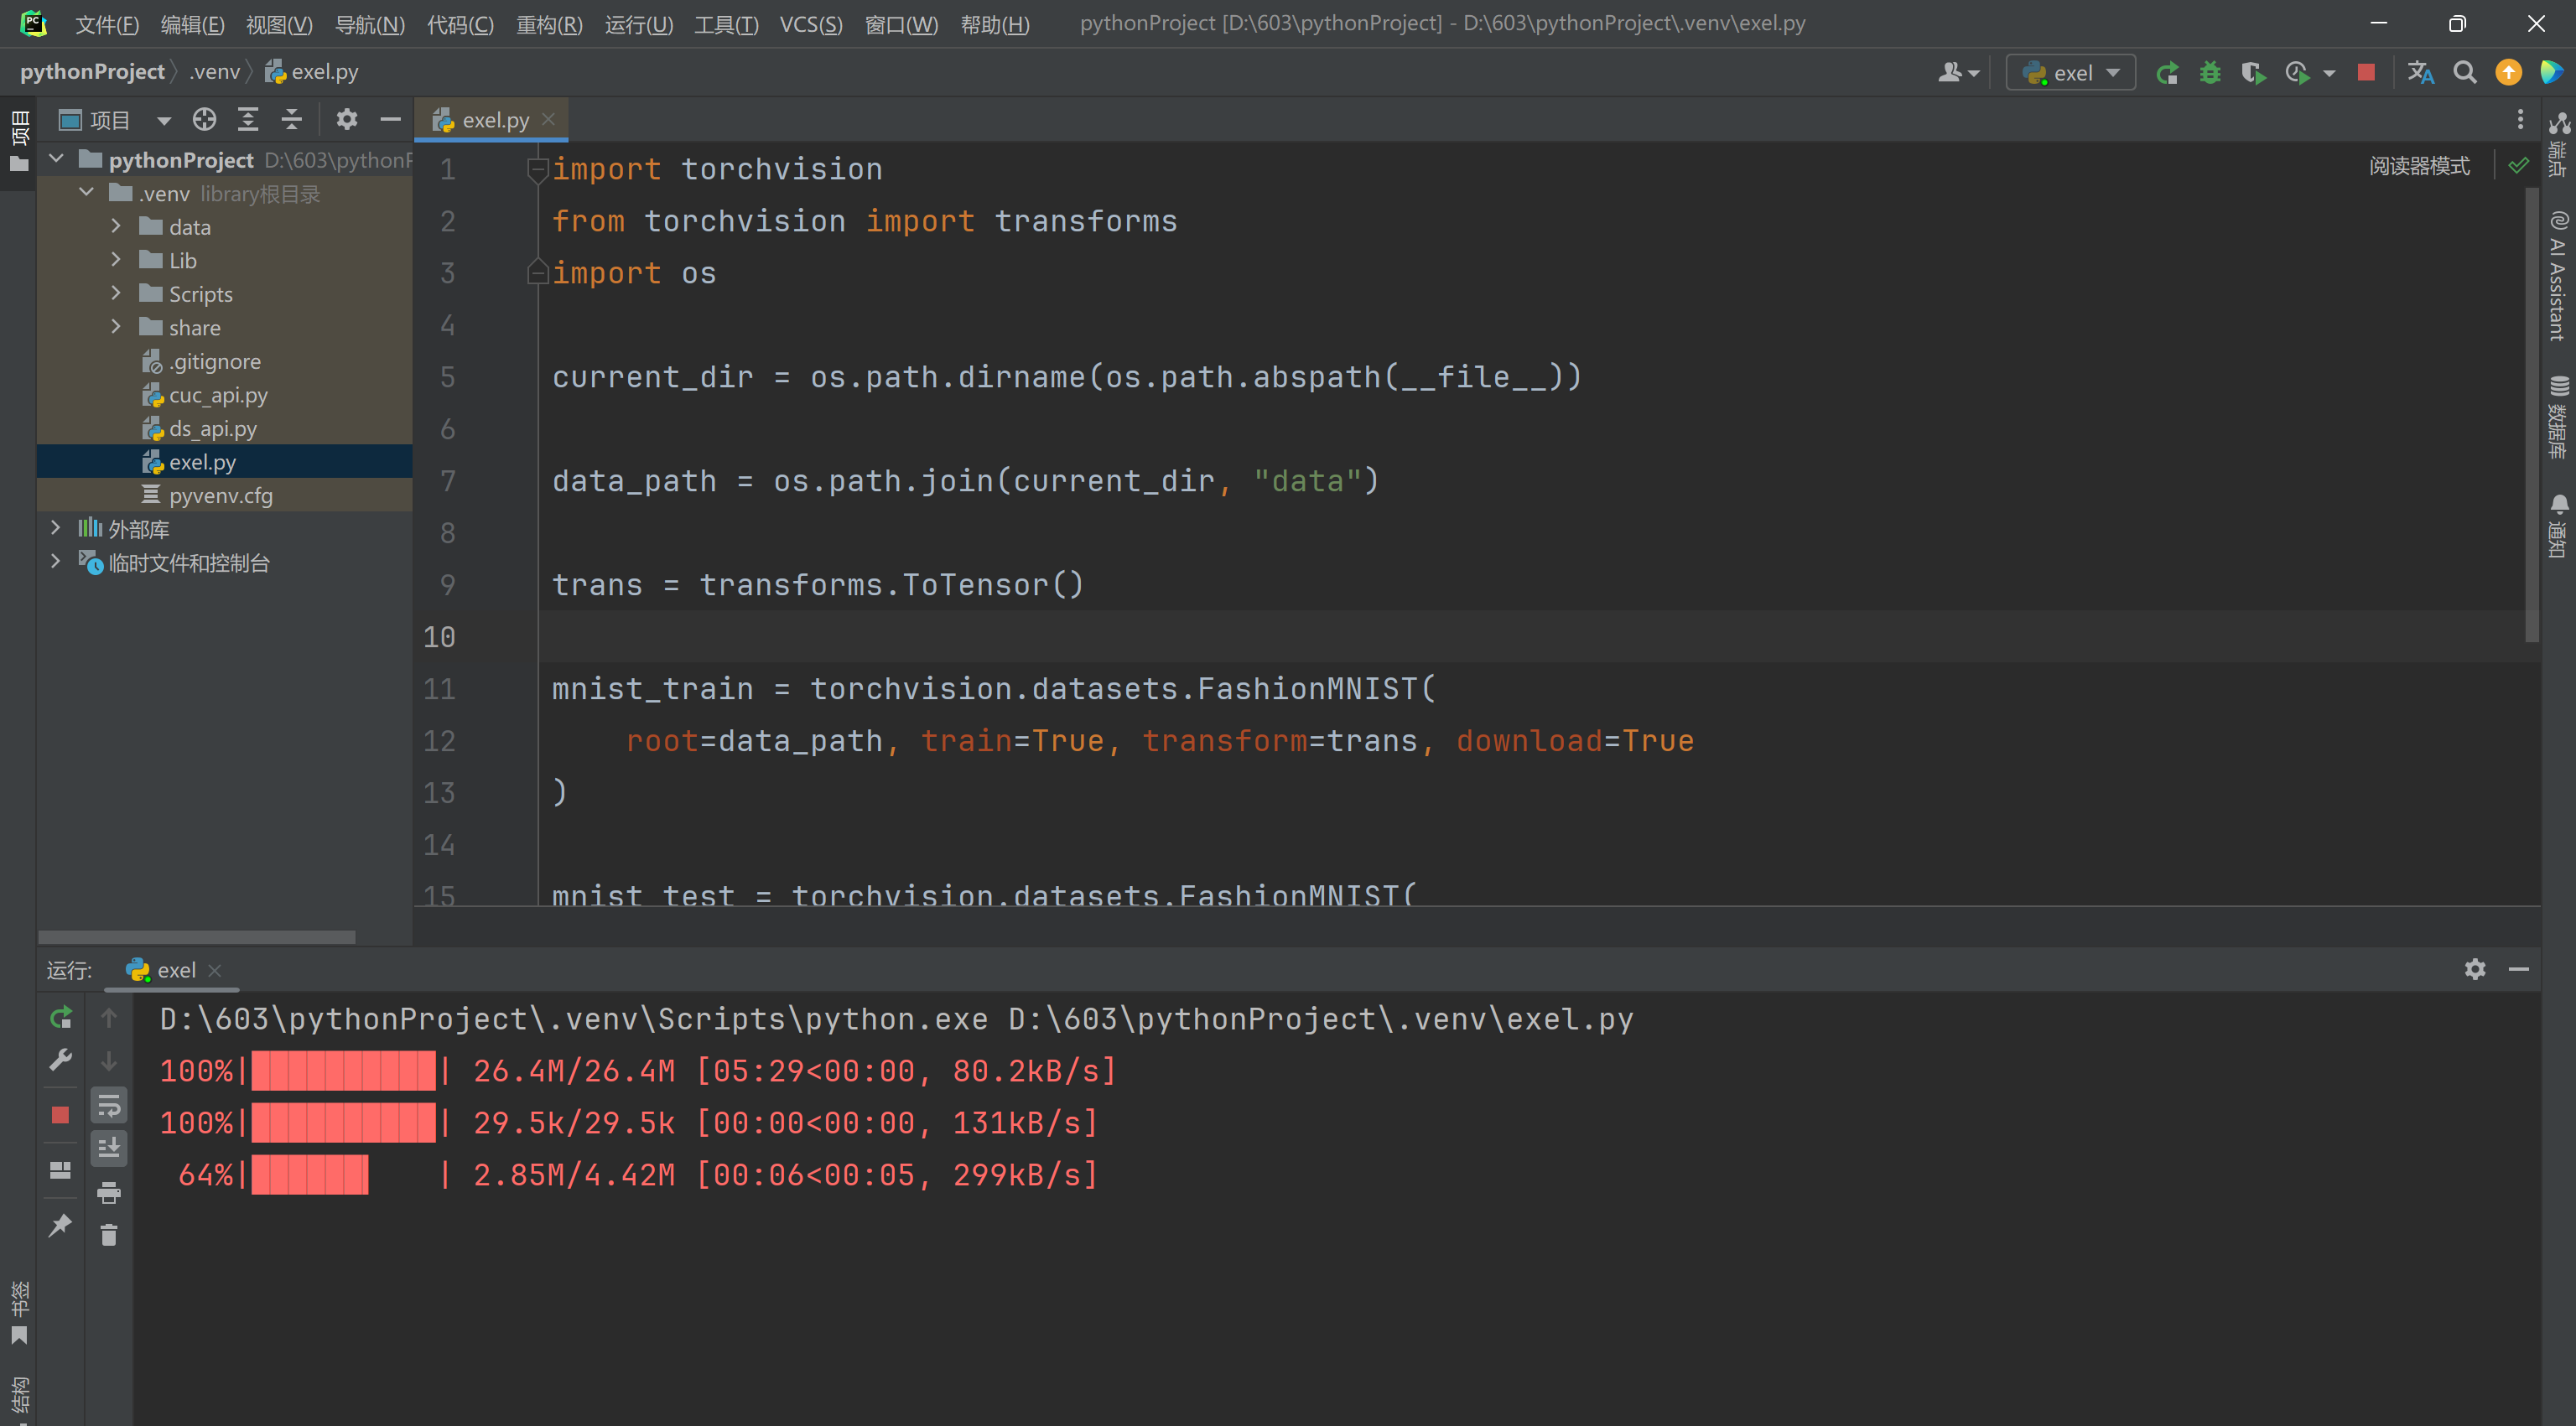 PC 文件(F) 编辑(E) 视图(V) 导航(N) 代码(C) 重构(R) 运行(U) 工具(T) VCS(S) 窗口(W) 帮助(H) pythonProject [D:\603\pythonProject] - D:\603\pythonProject\.venv\exel.py
pythonProject .venv exel.py
exel
项目
项目
exel.py
pythonProject D:\603\pythonP
.venv library根目录
data
Lib
Scripts
share
.gitignore
cuc_api.py
ds_api.py
exel.py
pyvenv.cfg
外部库
临时文件和控制台
阅读器模式
1 import torchvision
2 from torchvision import transforms
3 import os
4
5 current_dir = os.path.dirname(os.path.abspath(__file__))
6
7 data_path = os.path.join(current_dir, "data")
8
9 trans = transforms.ToTensor()
10
11 mnist_train = torchvision.datasets.FashionMNIST(
12     root=data_path, train=True, transform=trans, download=True
13 )
14
15 mnist_test = torchvision.datasets.FashionMNIST(
端点
@ AI Assistant
数据库
通知
运行: exel
D:\603\pythonProject\.venv\Scripts\python.exe D:\603\pythonProject\.venv\exel.py
100%|██████████| 26.4M/26.4M [05:29<00:00, 80.2kB/s]
100%|██████████| 29.5k/29.5k [00:00<00:00, 131kB/s]
 64%|██████▍   | 2.85M/4.42M [00:06<00:05, 299kB/s]
书签
结构